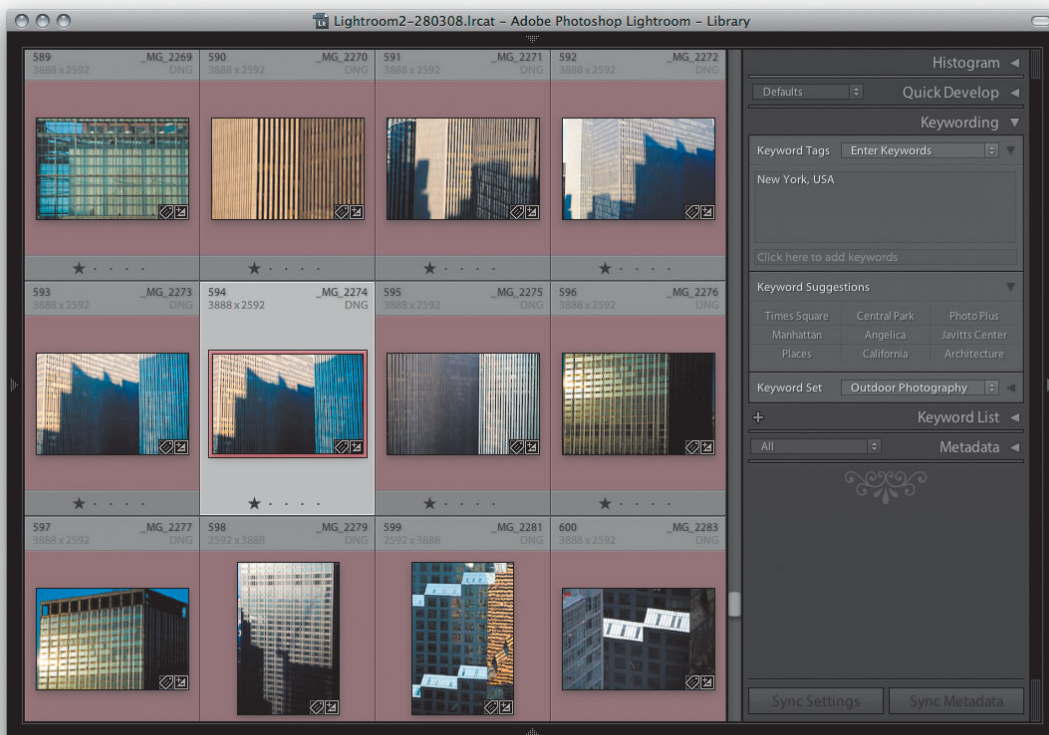 Lightroom2-280308.lrcat – Adobe Photoshop Lightroom – Library
589 _MG_2269
3888 x 2592 DNG
590 _MG_2270
3888 x 2592 DNG
591 _MG_2271
3888 x 2592 DNG
592 _MG_2272
3888 x 2592 DNG
593 _MG_2273
3888 x 2592 DNG
594 _MG_2274
3888 x 2592 DNG
595 _MG_2275
3888 x 2592 DNG
596 _MG_2276
3888 x 2592 DNG
597 _MG_2277
3888 x 2592 DNG
598 _MG_2279
2592 x 3888 DNG
599 _MG_2281
2592 x 3888 DNG
600 _MG_2283
3888 x 2592 DNG
Histogram
Defaults Quick Develop
Keywording
Keyword Tags Enter Keywords
New York, USA
Click here to add keywords
Keyword Suggestions
Times Square Central Park Photo Plus
Manhattan Angelica Javitts Center
Places California Architecture
Keyword Set Outdoor Photography
+ Keyword List
All Metadata
Sync Settings Sync Metadata